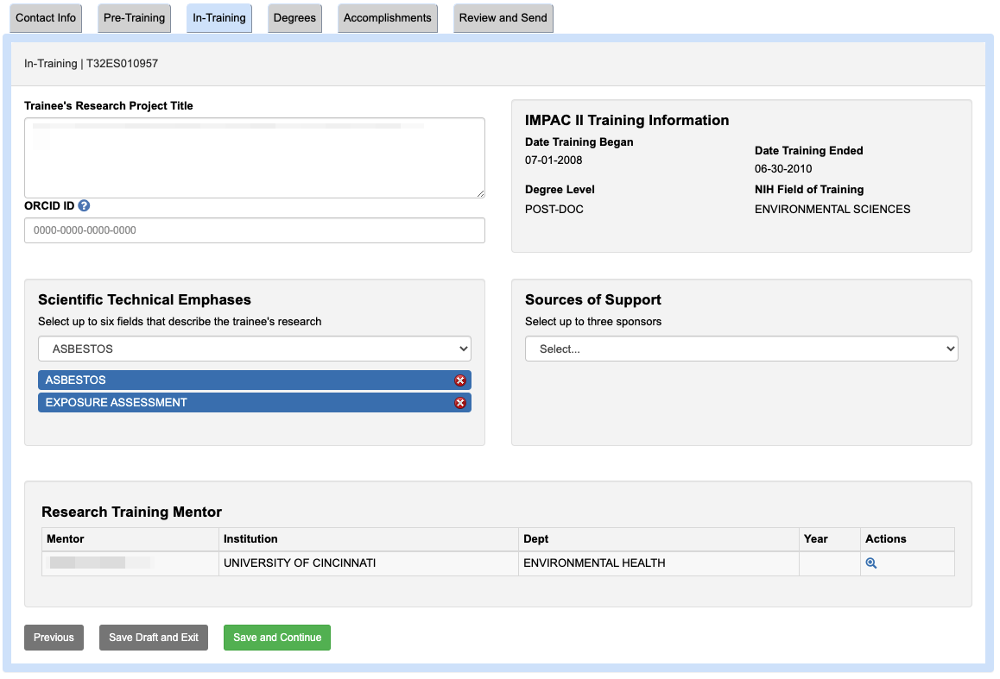 Contact Info Pre-Training In-Training Degrees Accomplishments Review and Send
In-Training | T32ES010957
Trainee's Research Project Title
ORCID ID ?
0000-0000-0000-0000
IMPAC II Training Information
Date Training Began
07-01-2008
Date Training Ended
06-30-2010
Degree Level
POST-DOC
NIH Field of Training
ENVIRONMENTAL SCIENCES
Scientific Technical Emphases
Select up to six fields that describe the trainee's research
ASBESTOS
ASBESTOS
EXPOSURE ASSESSMENT
Sources of Support
Select up to three sponsors
Select...
Research Training Mentor
Mentor Institution Dept Year Actions
UNIVERSITY OF CINCINNATI ENVIRONMENTAL HEALTH
Previous Save Draft and Exit Save and Continue